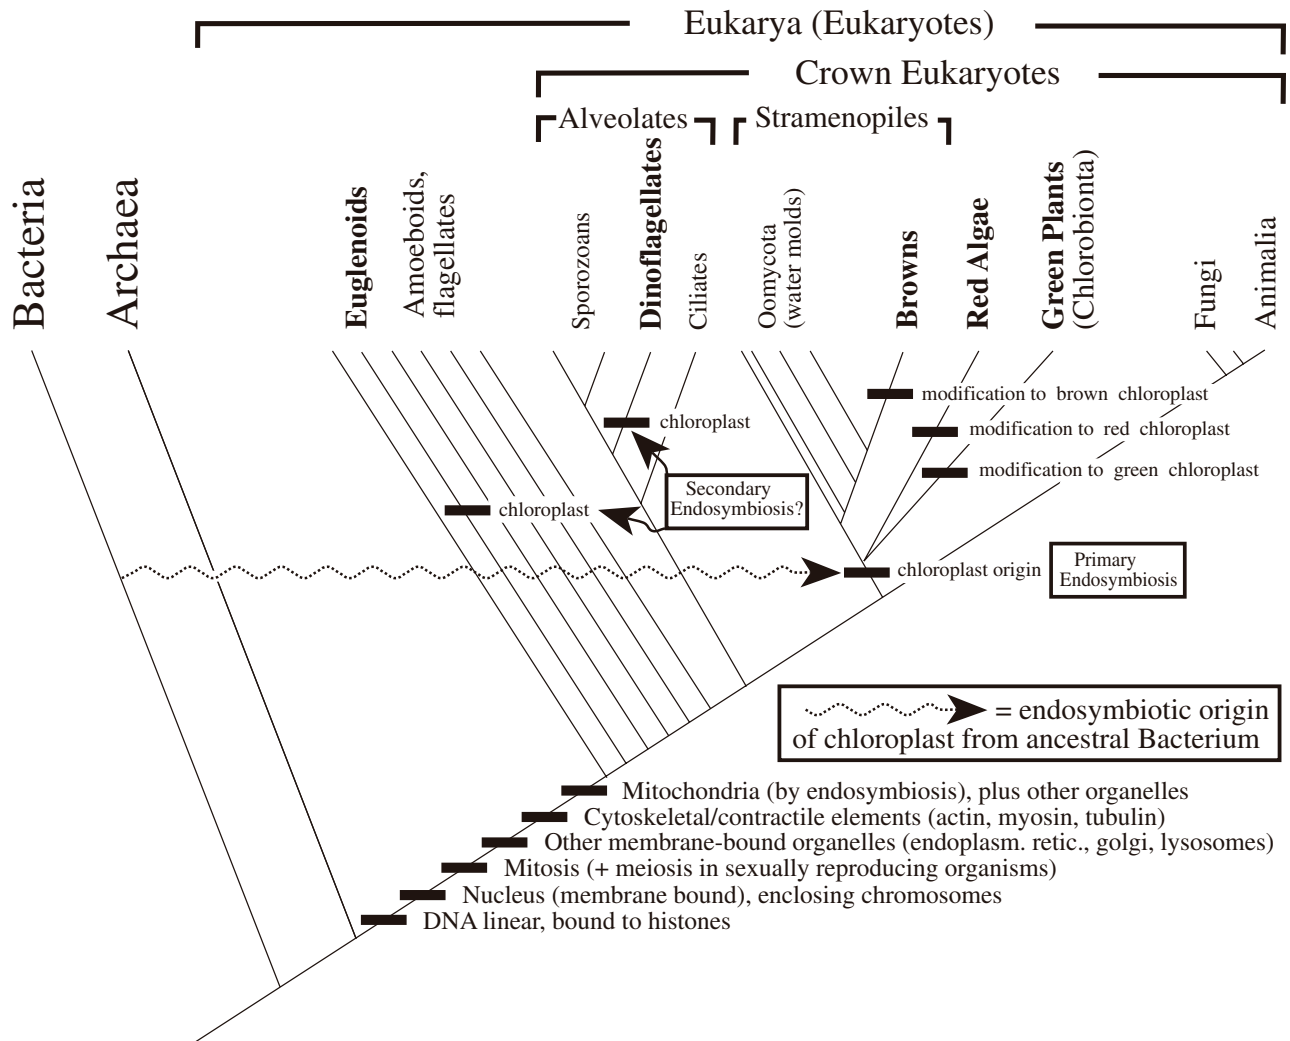 Eukarya (Eukaryotes)
Crown Eukaryotes
Alveolates
Stramenopiles
Bacteria
Archaea
Euglenoids
Amoeboids,
flagellates
Sporozoans
Dinoflagellates
Ciliates
Oomycota
(water molds)
Browns
Red Algae
Green Plants
(Chlorobionta)
Fungi
Animalia
modification to brown chloroplast
chloroplast
modification to red chloroplast
modification to green chloroplast
Secondary
Endosymbiosis?
chloroplast
chloroplast origin
Primary
Endosymbiosis
= endosymbiotic origin
of chloroplast from ancestral Bacterium
Mitochondria (by endosymbiosis), plus other organelles
Cytoskeletal/contractile elements (actin, myosin, tubulin)
Other membrane-bound organelles (endoplasm. retic., golgi, lysosomes)
Mitosis (+ meiosis in sexually reproducing organisms)
Nucleus (membrane bound), enclosing chromosomes
DNA linear, bound to histones